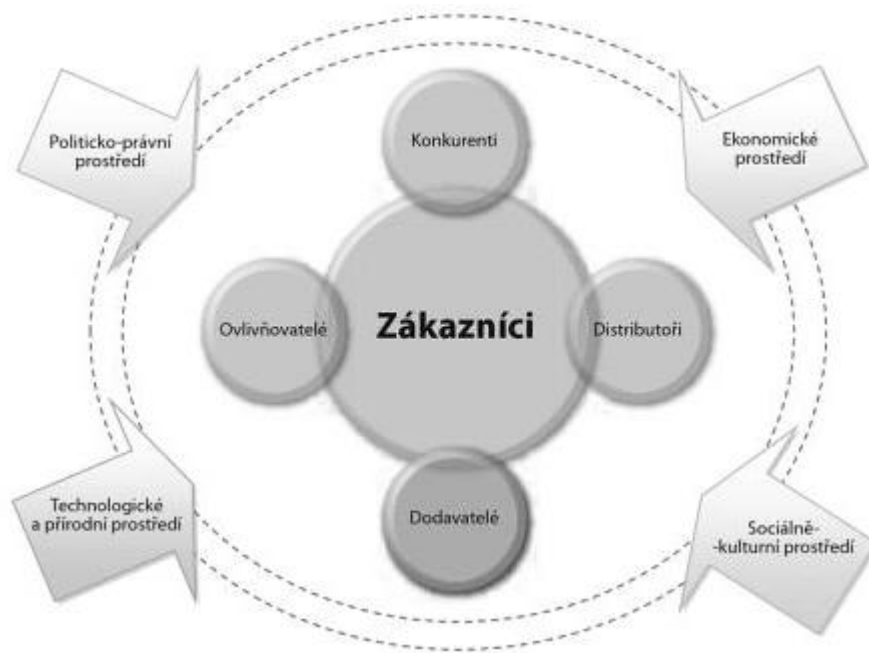 Politicko-právní
prostředí
Konkurenti
Ekonomické
prostředí
Ovlivňovatelé
Zákazníci
Distributoři
Technologické
a přírodní prostředí
Dodavatelé
Sociálně-
-kulturní prostředí